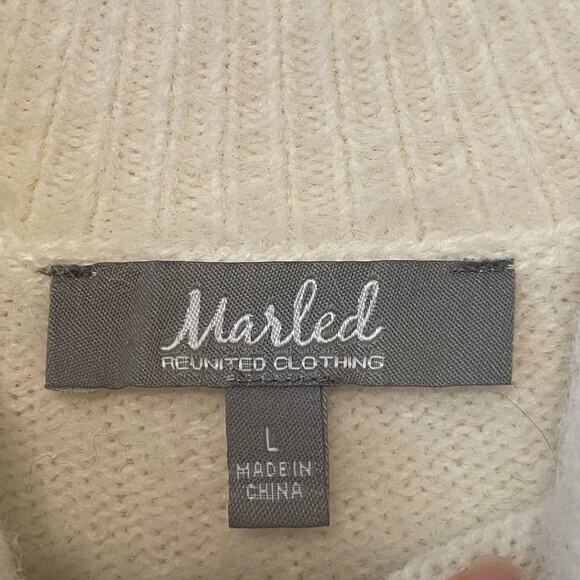 Marled
REUNITED CLOTHING
L
MADE IN
CHINA